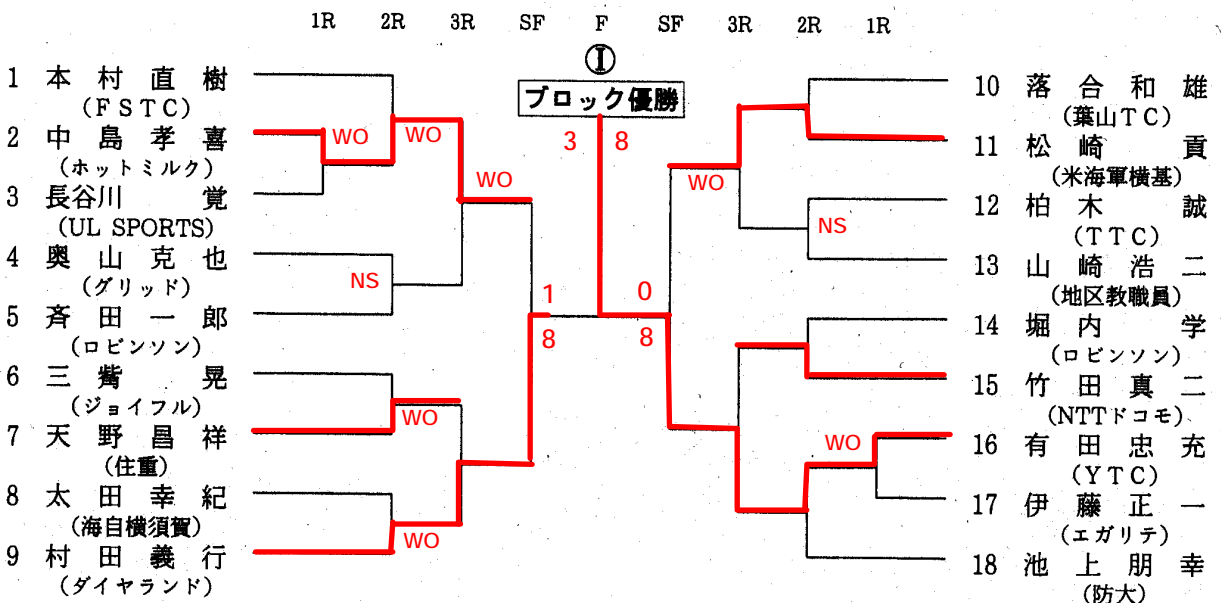 1R 2R 3R SF F SF 3R 2R 1R
Ⅰ
ブロック優勝
3 8
1 本村直樹
(FSTC)
2 中島孝喜
(ホットミルク)
WO
WO
3 長谷川 覚
(UL SPORTS)
WO
4 奥山克也
(グリッド)
NS
5 斉田一郎
(ロビンソン)
1
8
6 三觜 晃
(ジョイフル)
7 天野昌祥
(住重)
WO
8 太田幸紀
(海自横須賀)
9 村田義行
(ダイヤランド)
WO
10 落合和雄
(葉山TC)
11 松崎 貢
(米海軍横基)
WO
12 柏木 誠
(TTC)
NS
13 山崎浩二
(地区教職員)
0
8
14 堀内 学
(ロビンソン)
15 竹田真二
(NTTドコモ)
16 有田忠充
(YTC)
WO
17 伊藤正一
(エガリテ)
18 池上朋幸
(防大)